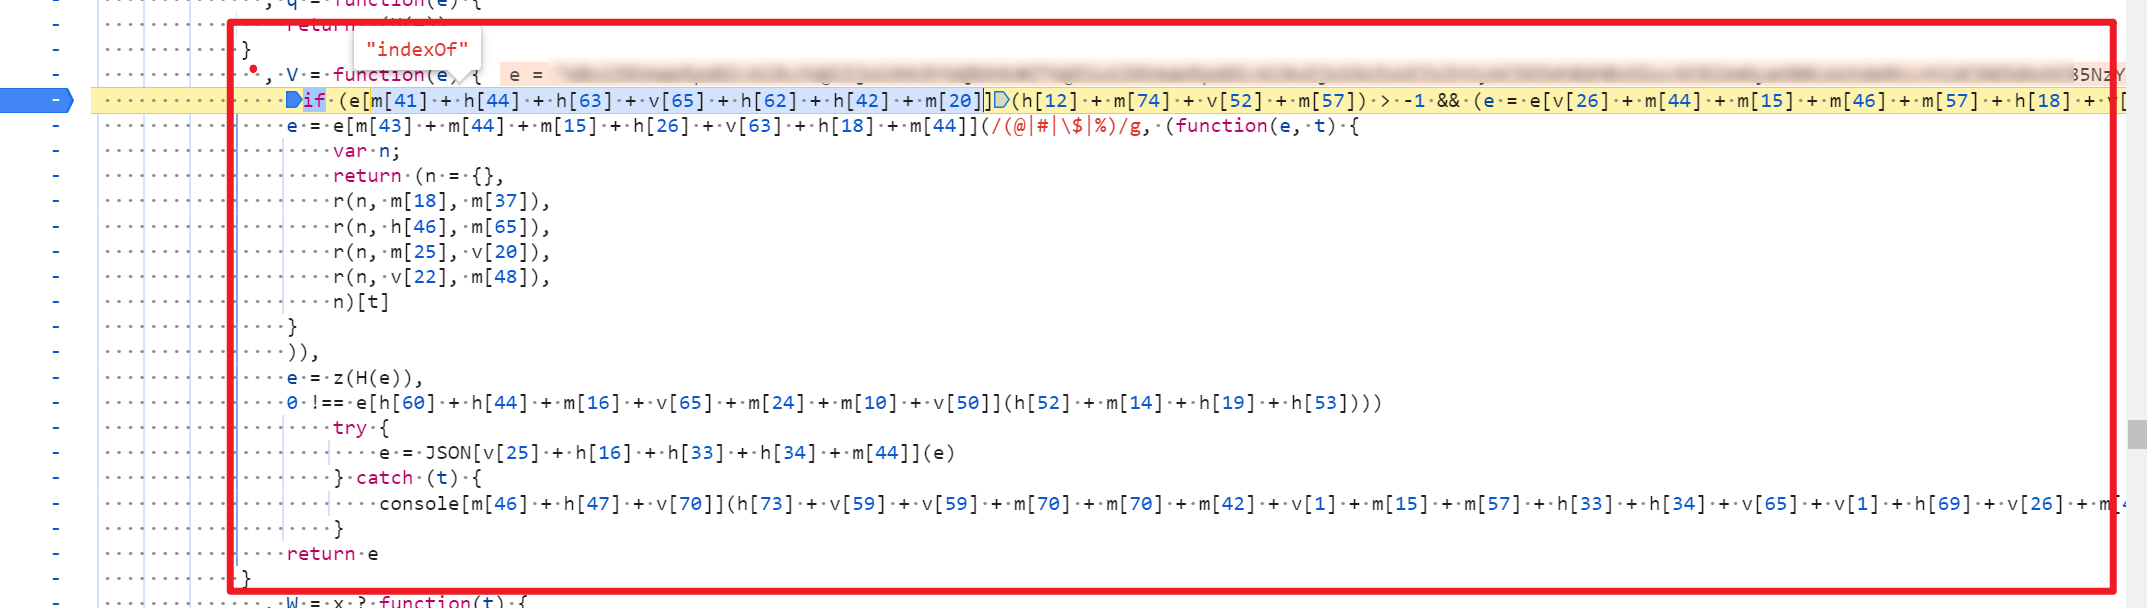 , q = function(e) {
return
}
"indexOf"
, V = function(e) { e = 35NzY
if (e[m[41] + h[44] + h[63] + v[65] + h[62] + h[42] + m[20]](h[12] + m[74] + v[52] + m[57]) > -1 && (e = e[v[26] + m[44] + m[15] + m[46] + m[57] + h[18] + v[
e = e[m[43] + m[44] + m[15] + h[26] + v[63] + h[18] + m[44]](/(@|#|\$|%)/g, (function(e, t) {
var n;
return (n = {},
r(n, m[18], m[37]),
r(n, h[46], m[65]),
r(n, m[25], v[20]),
r(n, v[22], m[48]),
n)[t]
}
)),
e = z(H(e)),
0 !== e[h[60] + h[44] + m[16] + v[65] + m[24] + m[10] + v[50]](h[52] + m[14] + h[19] + h[53])))
try {
e = JSON[v[25] + h[16] + h[33] + h[34] + m[44]](e)
} catch (t) {
console[m[46] + h[47] + v[70]](h[73] + v[59] + v[59] + m[70] + m[70] + m[42] + v[1] + m[15] + m[57] + h[33] + h[34] + v[65] + v[1] + h[69] + v[26] + m[4
}
return e
}
, W = x ? function(t) {